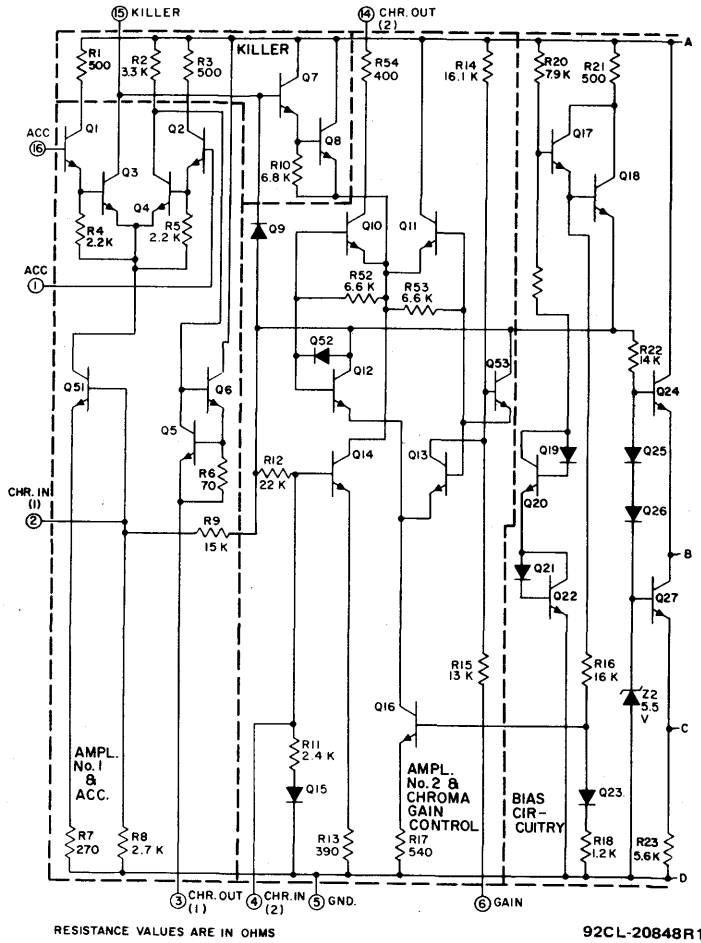 15 KILLER
14 CHR. OUT
(2)
R1
500
R2
3.3 K
R3
500
KILLER
R54
400
R14
16.1 K
R20
7.9K
R21
500
A
Q7
ACC
16
Q1
Q2
Q8
Q17
Q3
Q4
R10
6.8 K
Q18
R4
2.2K
R5
2.2 K
Q9
Q10
Q11
ACC
1
R52
6.6 K
R53
6.6 K
Q52
Q53
R22
14 K
Q51
Q6
Q12
Q24
Q5
Q14
Q13
Q19
Q25
R6
70
R12
22 K
Q20
CHR. IN
(1)
2
Q26
R9
15 K
B
Q21
Q22
Q27
R15
13 K
R16
16 K
Q16
Z2
5.5
V
C
R11
2.4 K
AMPL.
No. 1
&
ACC.
Q15
AMPL.
No. 2 &
CHROMA
GAIN
CONTROL
BIAS
CIR-
CUITRY
Q23
R7
270
R8
2.7 K
R13
390
R17
540
R18
1.2 K
R23
5.6K
D
3 CHR. OUT
(1)
4 CHR. IN
(2)
5 GND.
6 GAIN
RESISTANCE VALUES ARE IN OHMS
92CL-20848R1